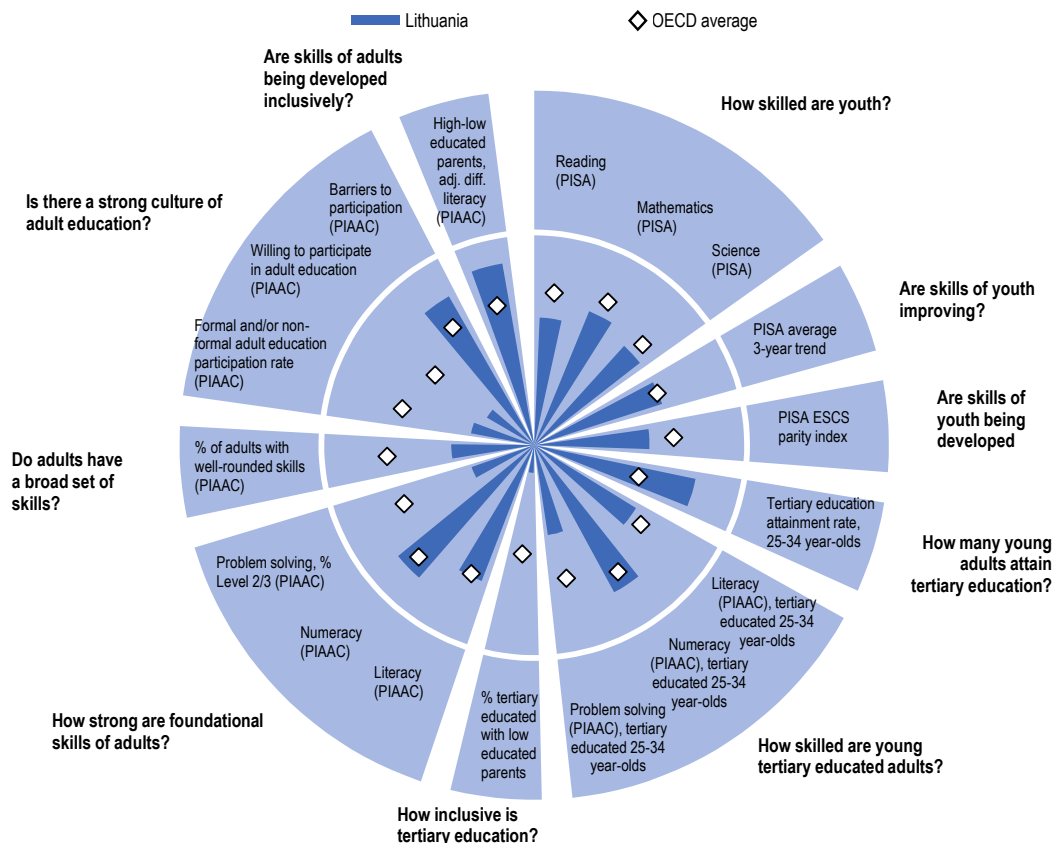 Lithuania
OECD average
Are skills of adults
being developed
inclusively?
How skilled are youth?
High-low
educated
parents,
adj. diff.
literacy
(PIAAC)
Reading
(PISA)
Mathematics
(PISA)
Science
(PISA)
Is there a strong culture of
adult education?
Barriers to
participation
(PIAAC)
Willing to participate
in adult education
(PIAAC)
Formal and/or non-
formal adult education
participation rate
(PIAAC)
Are skills of youth
improving?
PISA average
3-year trend
Are skills of
youth being
developed
PISA ESCS
parity index
Do adults have
a broad set of
skills?
% of adults with
well-rounded skills
(PIAAC)
Tertiary education
attainment rate,
25-34 year-olds
How many young
adults attain
tertiary education?
Problem solving, %
Level 2/3 (PIAAC)
Numeracy
(PIAAC)
Literacy
(PIAAC)
How strong are foundational
skills of adults?
% tertiary
educated
with low
educated
parents
How inclusive is
tertiary education?
Literacy
(PIAAC), tertiary
educated 25-34
year-olds
Numeracy
(PIAAC), tertiary
educated 25-34
year-olds
Problem solving
(PIAAC), tertiary
educated 25-34
year-olds
How skilled are young
tertiary educated adults?